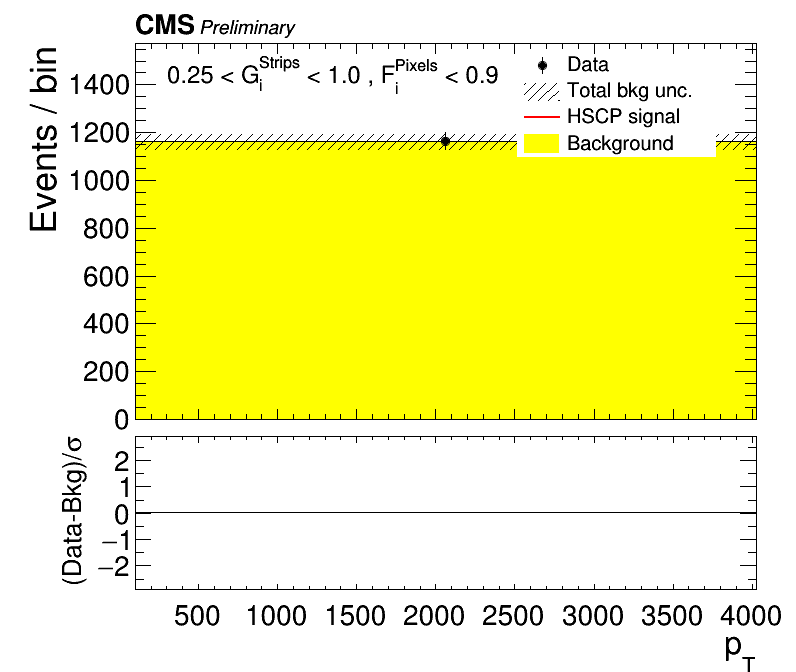 CMS Preliminary
Events / bin
0.25 < G_i^Strips < 1.0 , F_i^Pixels < 0.9
Data
Total bkg unc.
HSCP signal
Background
1400
1200
1000
800
600
400
200
0
(Data-Bkg)/σ
2
1
0
−1
−2
500 1000 1500 2000 2500 3000 3500 4000
p_T